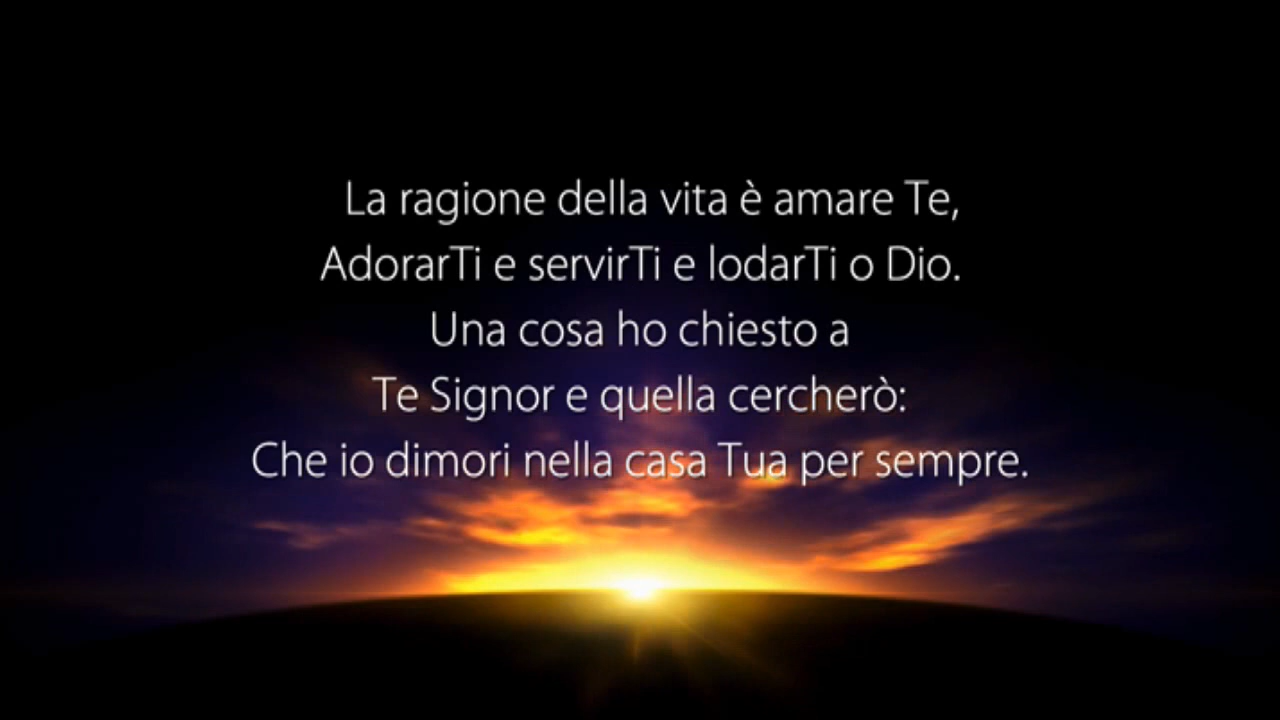 La ragione della vita è amare Te,
AdorarTi e servirTi e lodarTi o Dio.
Una cosa ho chiesto a
Te Signor e quella cercherò:
Che io dimori nella casa Tua per sempre.